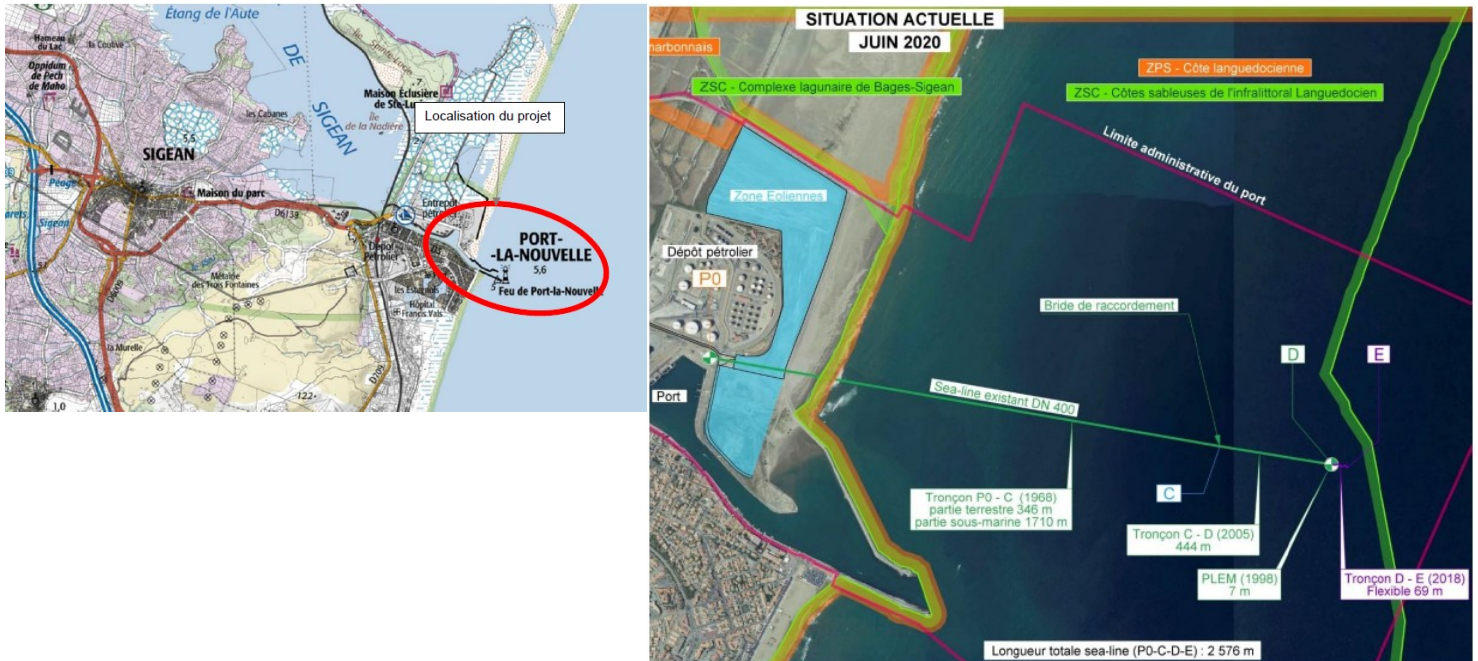 Étang de l'Aute
Hameau
du Lac
la Coulive
Oppidum
de Pech
de Maho
DE
SIGEAN
Maison Éclusière
de Ste-Lucie
Île
de la Nadière
Localisation du projet
les Cabanes
5,6
SIGEAN
Péage
Sigean
Maison du parc
D6139
Entrepôt
pétrolier
Dépôt
Pétrolier
PORT-
-LA-NOUVELLE
5,6
Feu de Port-la-Nouvelle
les Estagnols
Hôpital
Francis Vals
Métairie
des Trois Fontaines
D6009
la Murelle
D709
122
1,0
SITUATION ACTUELLE
JUIN 2020
narbonnais
ZPS - Côte languedocienne
ZSC - Complexe lagunaire de Bages-Sigean
ZSC - Côtes sableuses de l'infralittoral Languedocien
Limite administrative du port
Zone Eoliennes
Dépôt pétrolier
P0
Bride de raccordement
D
E
Sea-line existant DN 400
Port
C
Tronçon P0 - C (1968)
partie terrestre 346 m
partie sous-marine 1710 m
Tronçon C - D (2005)
444 m
PLEM (1998)
7 m
Tronçon D - E (2018)
Flexible 69 m
Longueur totale sea-line (P0-C-D-E) : 2 576 m